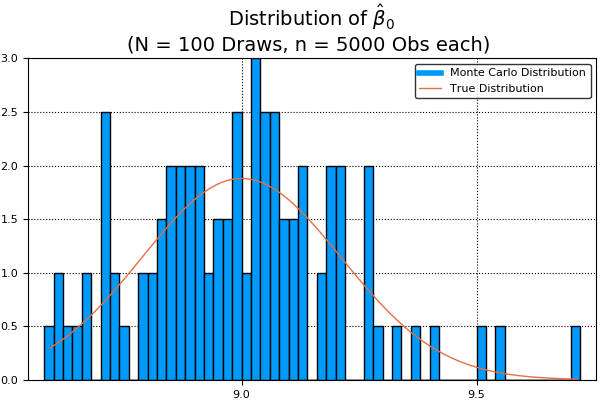 Distribution of β̂₀
(N = 100 Draws, n = 5000 Obs each)
Monte Carlo Distribution
True Distribution
3.0
2.5
2.0
1.5
1.0
0.5
0.0
9.0 9.5